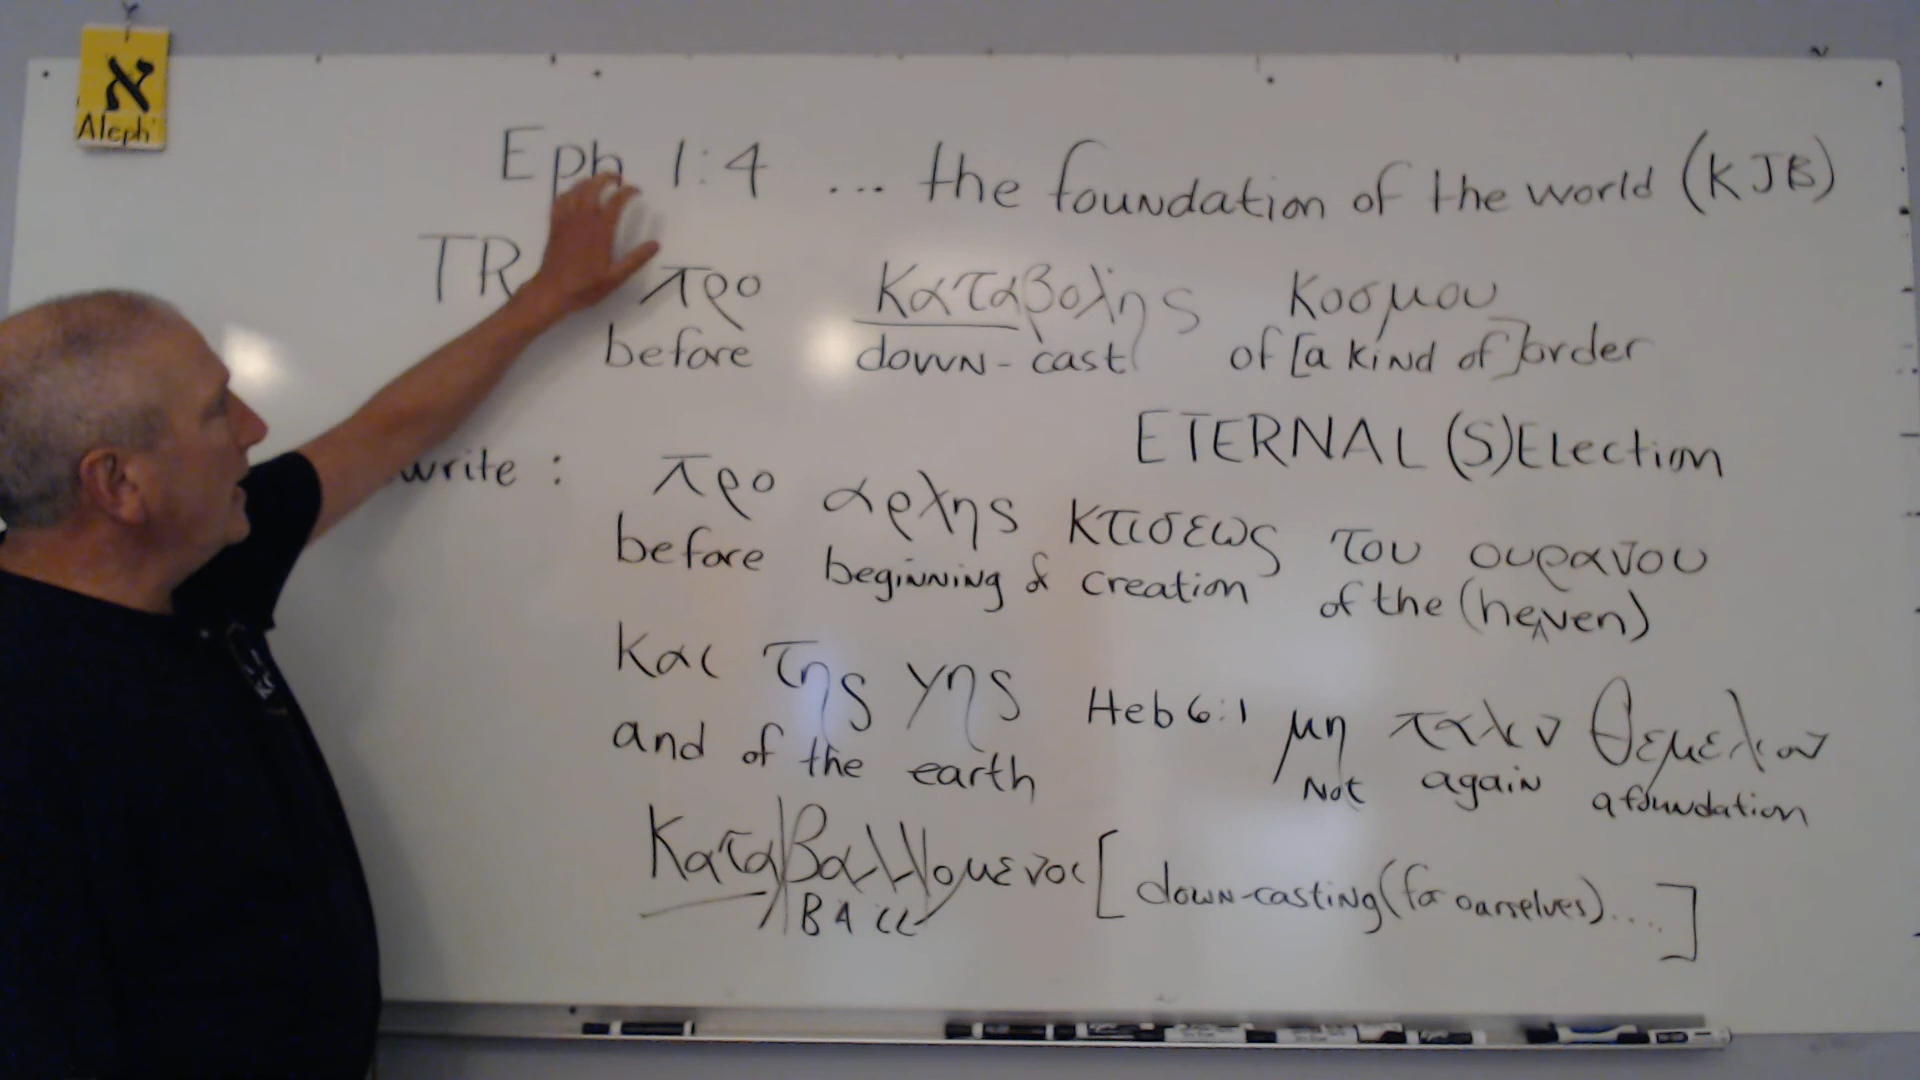 א
Aleph
Eph 1:4 ... the foundation of the world (KJB)
TR προ καταβολης κοσμου
before down-cast of [a kind of] order
ETERNAL (S)ELection
write : προ αρχης κτισεως του ουρανου
before beginning of creation of the (heaven)
και της γης
and of the earth
Heb 6:1 μη παλιν θεμελιον
Not again a foundation
Καταβαλλομενοι [down-casting (for ourselves)....]
BALL